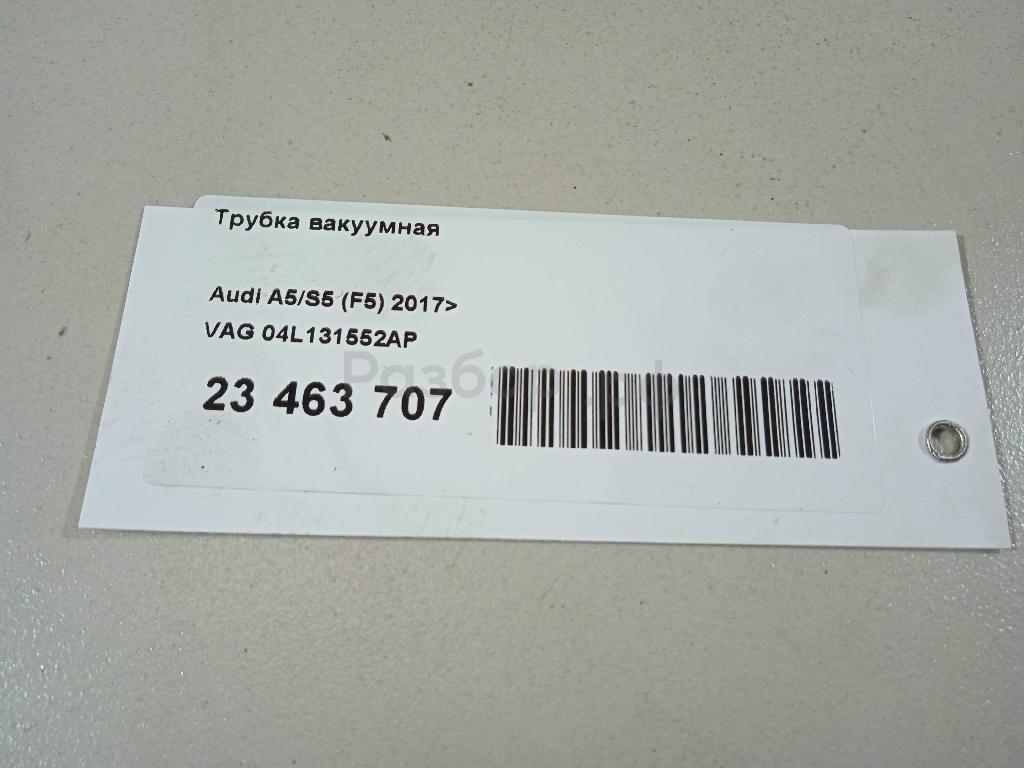 Трубка вакуумная
Audi A5/S5 (F5) 2017>
VAG 04L131552AP
23 463 707